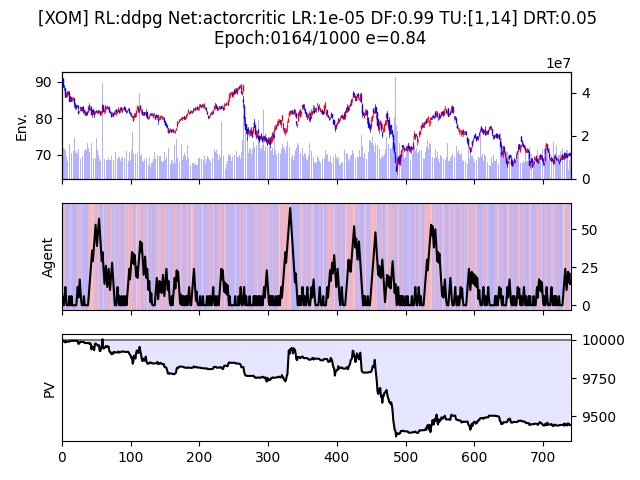 [XOM] RL:ddpg Net:actorcritic LR:1e-05 DF:0.99 TU:[1,14] DRT:0.05
Epoch:0164/1000 e=0.84
1e7
90
80
70
Env.
4
2
0
Agent
50
25
0
PV
10000
9750
9500
0 100 200 300 400 500 600 700